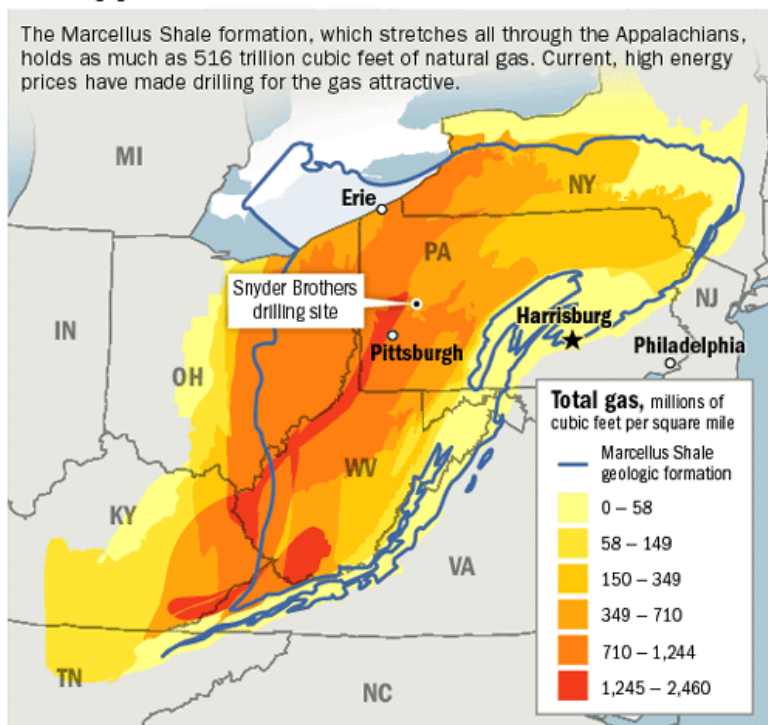 The Marcellus Shale formation, which stretches all through the Appalachians,
holds as much as 516 trillion cubic feet of natural gas. Current, high energy
prices have made drilling for the gas attractive.
MI
Erie
NY
PA
Snyder Brothers
drilling site
NJ
IN
Harrisburg
Pittsburgh
Philadelphia
OH
WV
KY
VA
TN
NC
Total gas, millions of
cubic feet per square mile
Marcellus Shale
geologic formation
0 – 58
58 – 149
150 – 349
349 – 710
710 – 1,244
1,245 – 2,460